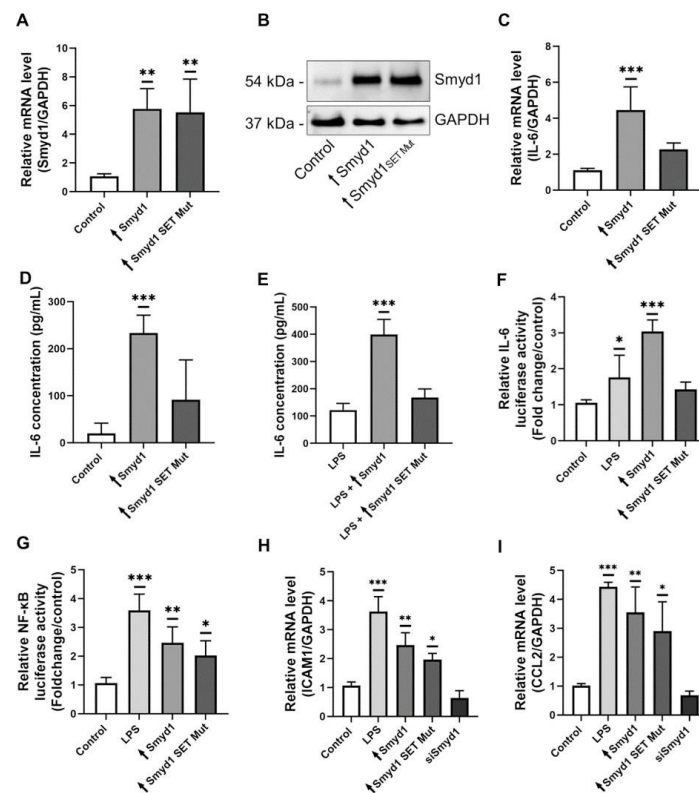 A
Relative mRNA level
(Smyd1/GAPDH)
10
8
6
4
2
0
**
**
Control
↑ Smyd1
↑ Smyd1 SET Mut
B
54 kDa -
Smyd1
37 kDa -
GAPDH
Control
↑ Smyd1
↑ Smyd1 SET Mut
C
Relative mRNA level
(IL-6/GAPDH)
8
6
4
2
0
***
Control
↑ Smyd1
↑ Smyd1 SET Mut
D
IL-6 concentration (pg/mL)
300
200
100
0
***
Control
↑ Smyd1
↑ Smyd1 SET Mut
E
IL-6 concentration (pg/mL)
500
400
300
200
100
0
***
LPS
LPS + ↑ Smyd1
LPS + ↑ Smyd1 SET Mut
F
Relative IL-6
luciferase activity
(Fold change/control)
4
3
2
1
0
*
***
Control
LPS
↑ Smyd1
↑ Smyd1 SET Mut
G
Relative NF-κB
luciferase activity
(Foldchange/control)
5
4
3
2
1
0
***
**
*
Control
LPS
↑ Smyd1
↑ Smyd1 SET Mut
H
Relative mRNA level
(ICAM1/GAPDH)
5
4
3
2
1
0
***
**
*
Control
LPS
↑ Smyd1
↑ Smyd1 SET Mut
siSmyd1
I
Relative mRNA level
(CCL2/GAPDH)
5
4
3
2
1
0
***
**
*
Control
LPS
↑ Smyd1
↑ Smyd1 SET Mut
siSmyd1